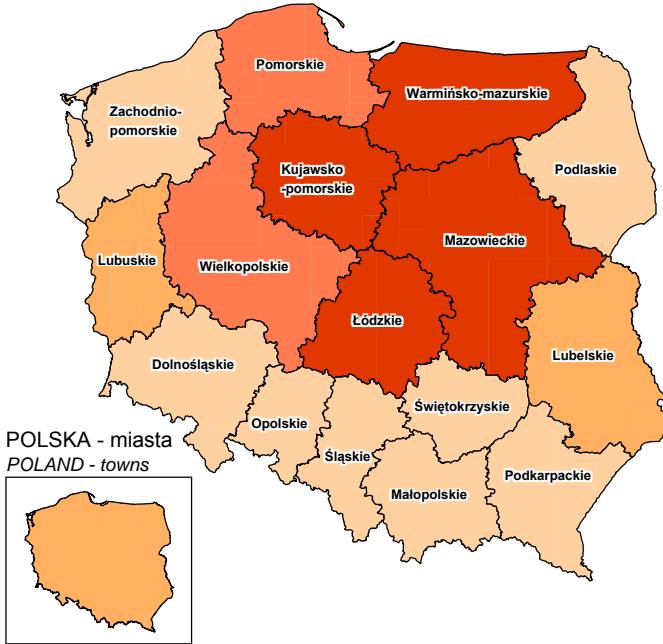 Pomorskie
Warmińsko-mazurskie
Zachodnio-
pomorskie
Podlaskie
Kujawsko
-pomorskie
Mazowieckie
Lubuskie
Wielkopolskie
Łódzkie
Lubelskie
Dolnośląskie
Świętokrzyskie
Opolskie
Śląskie
Podkarpackie
Małopolskie
POLSKA - miasta
POLAND - towns